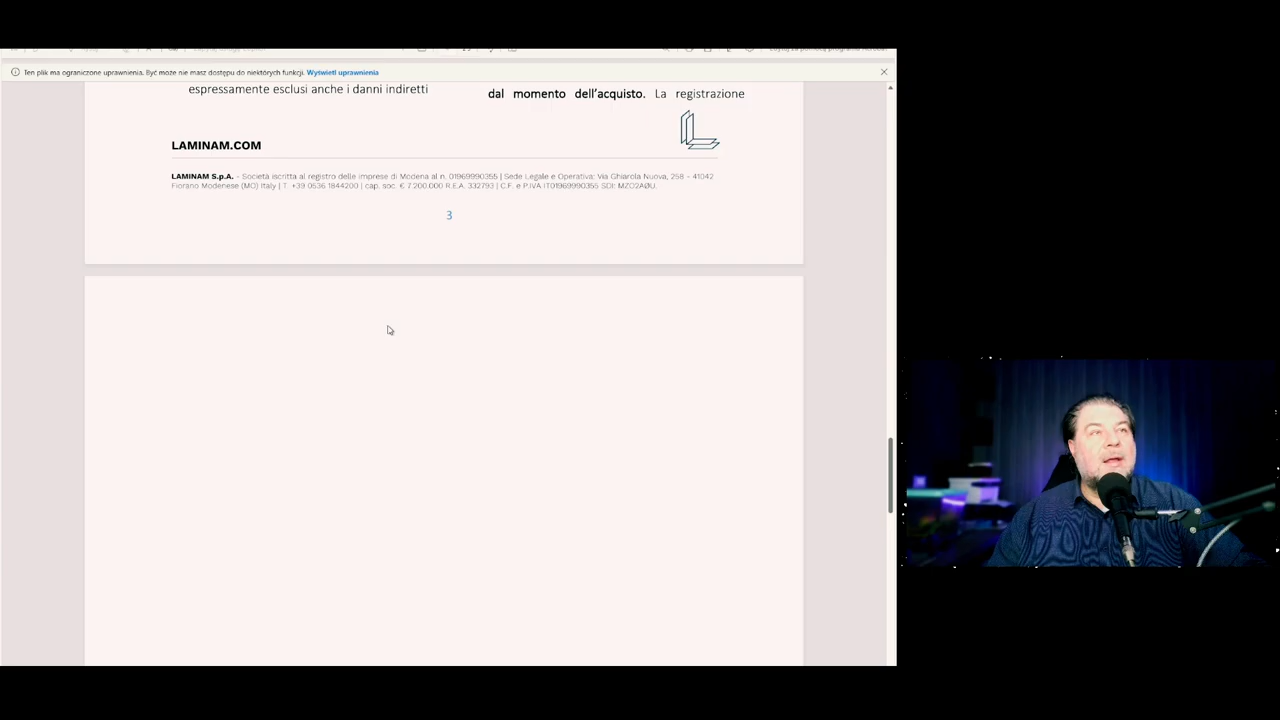 Ten plik ma ograniczone uprawnienia. Być może nie masz dostępu do niektórych funkcji. Wyświetl uprawnienia
espressamente esclusi anche i danni indiretti
dal momento dell'acquisto. La registrazione
LAMINAM.COM
LAMINAM S.p.A. - Società iscritta al registro delle imprese di Modena al n. 01969990355 | Sede Legale e Operativa: Via Ghiarola Nuova, 258 - 41042
Fiorano Modenese (MO) Italy | T. +39 0536 1844200 | cap. soc. € 7.200.000 R.E.A. 332793 | C.F. e P.IVA IT01969990355 SDI: MZO2A0U.
3